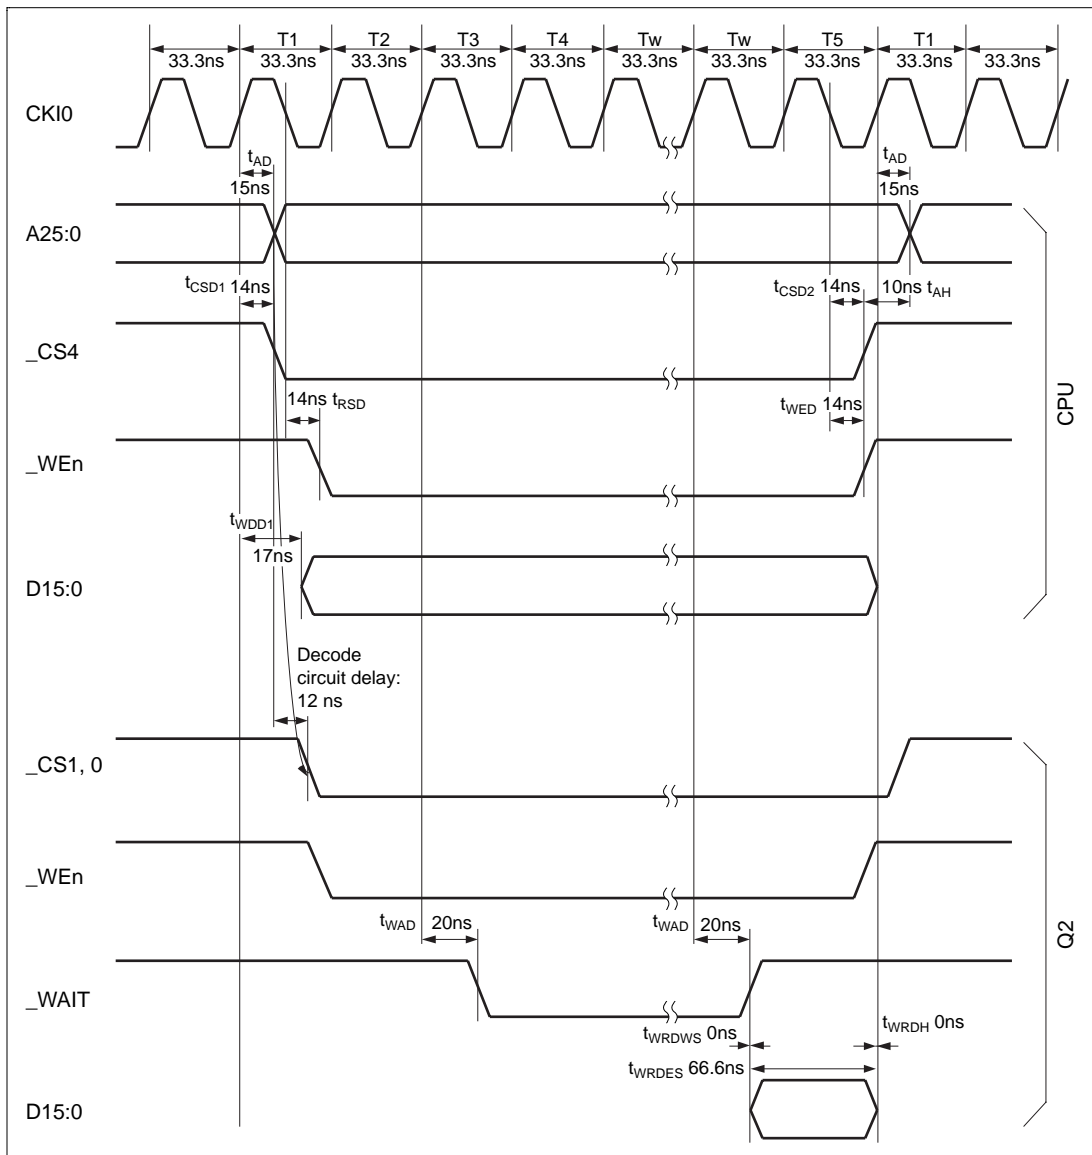 T1 T2 T3 T4 Tw Tw T5 T1
33.3ns 33.3ns 33.3ns 33.3ns 33.3ns 33.3ns 33.3ns 33.3ns 33.3ns 33.3ns
CKI0
tAD tAD
15ns 15ns
A25:0
tCSD1 14ns tCSD2 14ns 10ns tAH
_CS4
14ns tRSD tWED 14ns
CPU
_WEn
tWDD1
17ns
D15:0
Decode
circuit delay:
12 ns
_CS1, 0
_WEn
tWAD 20ns tWAD 20ns
Q2
_WAIT
tWRDWS 0ns tWRDH 0ns
tWRDES 66.6ns
D15:0